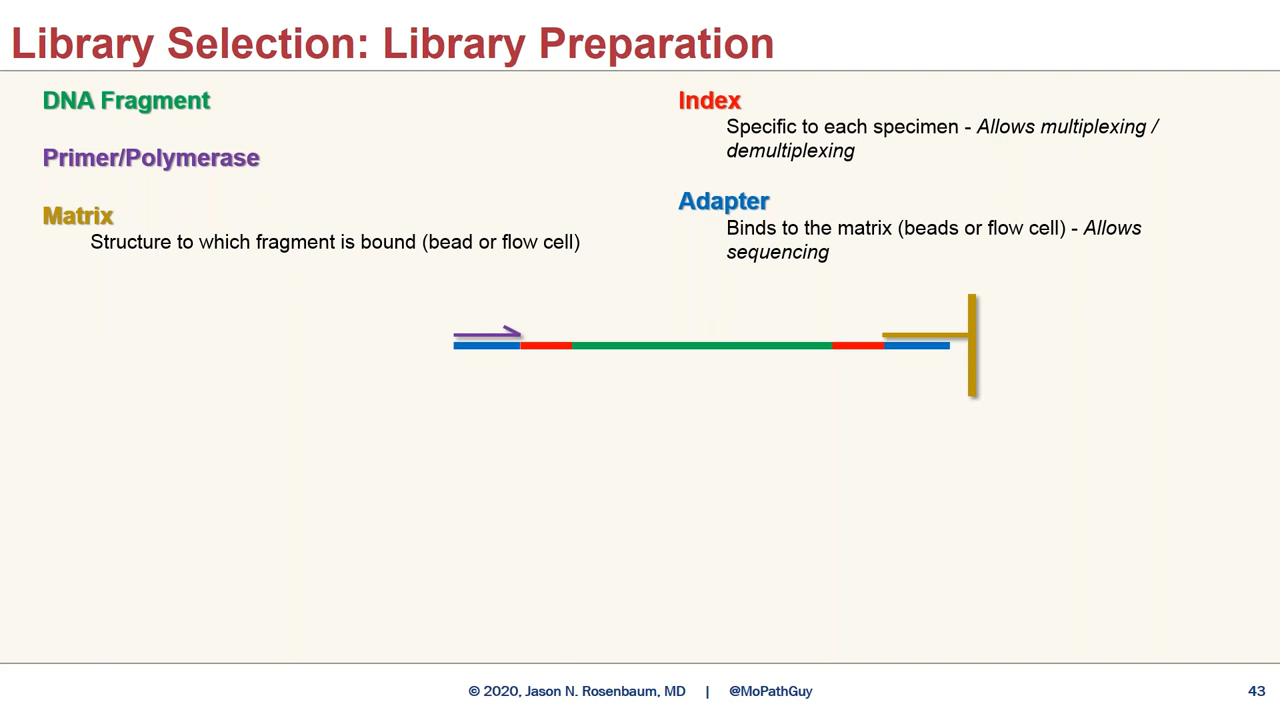 Library Selection: Library Preparation
DNA Fragment
Primer/Polymerase
Matrix
Structure to which fragment is bound (bead or flow cell)
Index
Specific to each specimen - Allows multiplexing /
demultiplexing
Adapter
Binds to the matrix (beads or flow cell) - Allows
sequencing
© 2020, Jason N. Rosenbaum, MD | @MoPathGuy
43